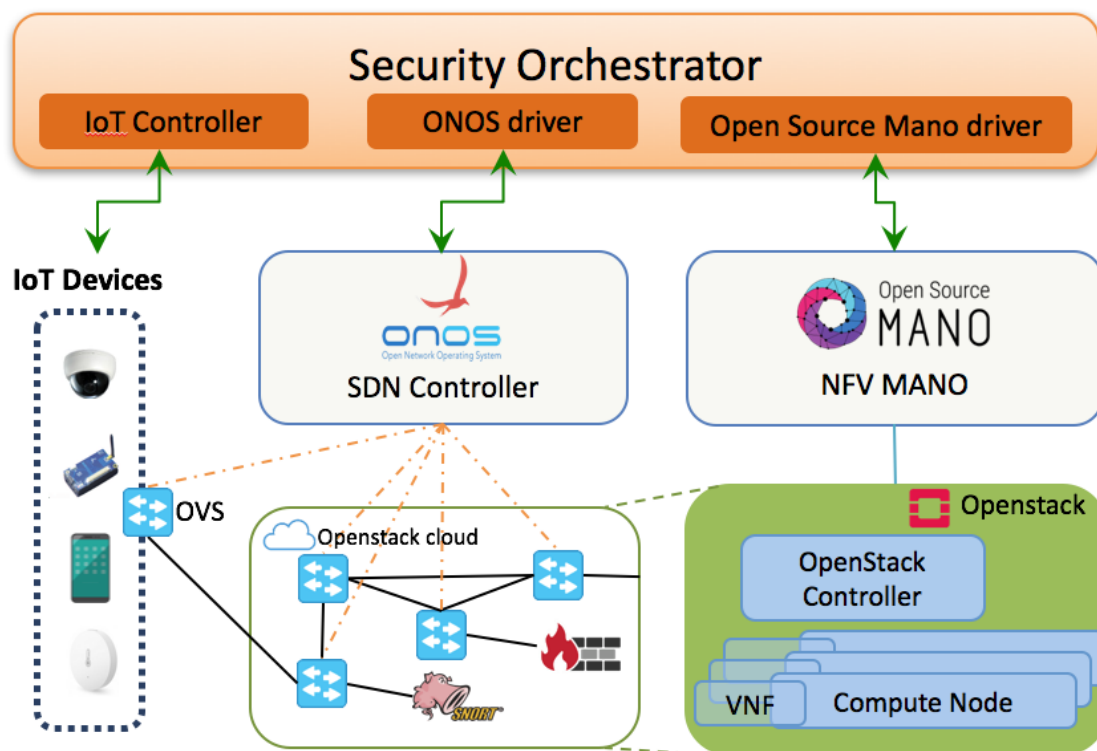 Security Orchestrator
IoT Controller
ONOS driver
Open Source Mano driver
IoT Devices
onos
Open Network Operating System
SDN Controller
Open Source
MANO
NFV MANO
OVS
Openstack cloud
SNORT
Openstack
OpenStack
Controller
VNF
Compute Node